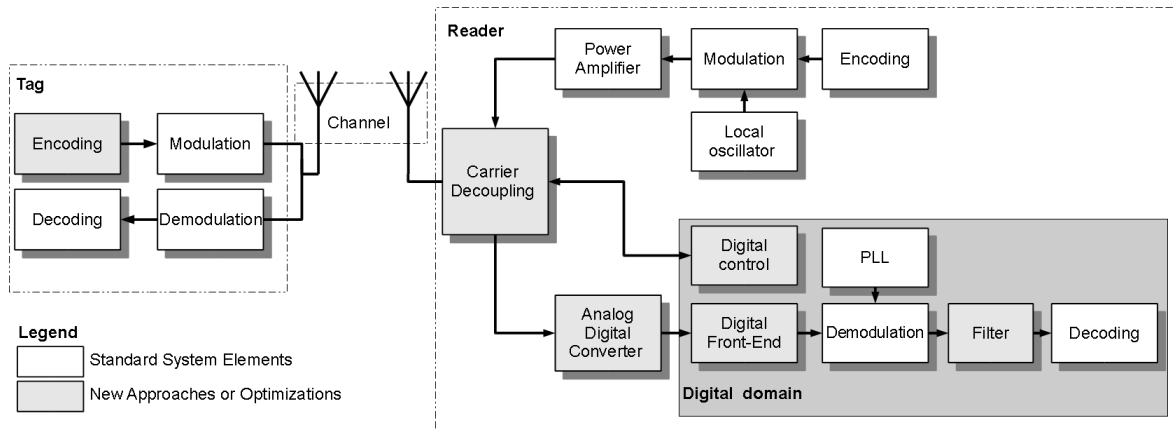 Reader
Power
Amplifier
Modulation
Encoding
Tag
Channel
Local
oscillator
Encoding
Modulation
Carrier
Decoupling
Decoding
Demodulation
Digital
control
PLL
Analog
Digital
Converter
Digital
Front-End
Demodulation
Filter
Decoding
Digital domain
Legend
Standard System Elements
New Approaches or Optimizations